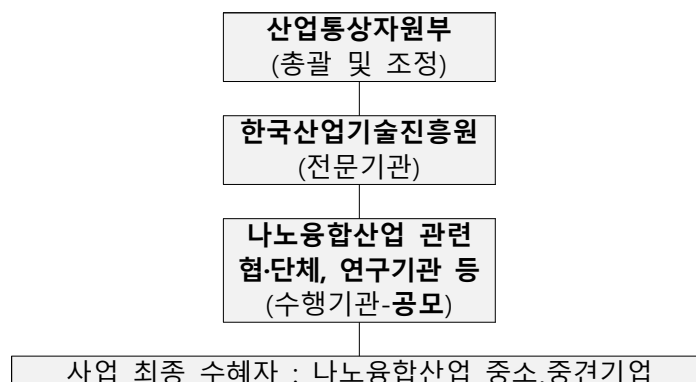 산업통상자원부
(총괄 및 조정)
한국산업기술진흥원
(전문기관)
나노융합산업 관련
협·단체, 연구기관 등
(수행기관-공모)
사업 최종 수혜자 : 나노융합산업 중소.중견기업